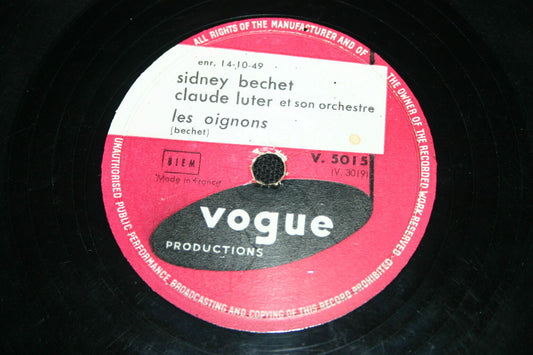 ALL RIGHTS OF THE MANUFACTURER AND OF THE OWNER OF THE RECORDED WORK RESERVED-
UNAUTHORISED PUBLIC PERFORMANCE, BROADCASTING AND COPYING OF THIS RECORD PROHIBITED-
enr. 14-10-49
sidney bechet
claude luter et son orchestre
les oignons
(bechet)
BIEM
Made in France
V. 5015
(V. 3019)
vogue
PRODUCTIONS